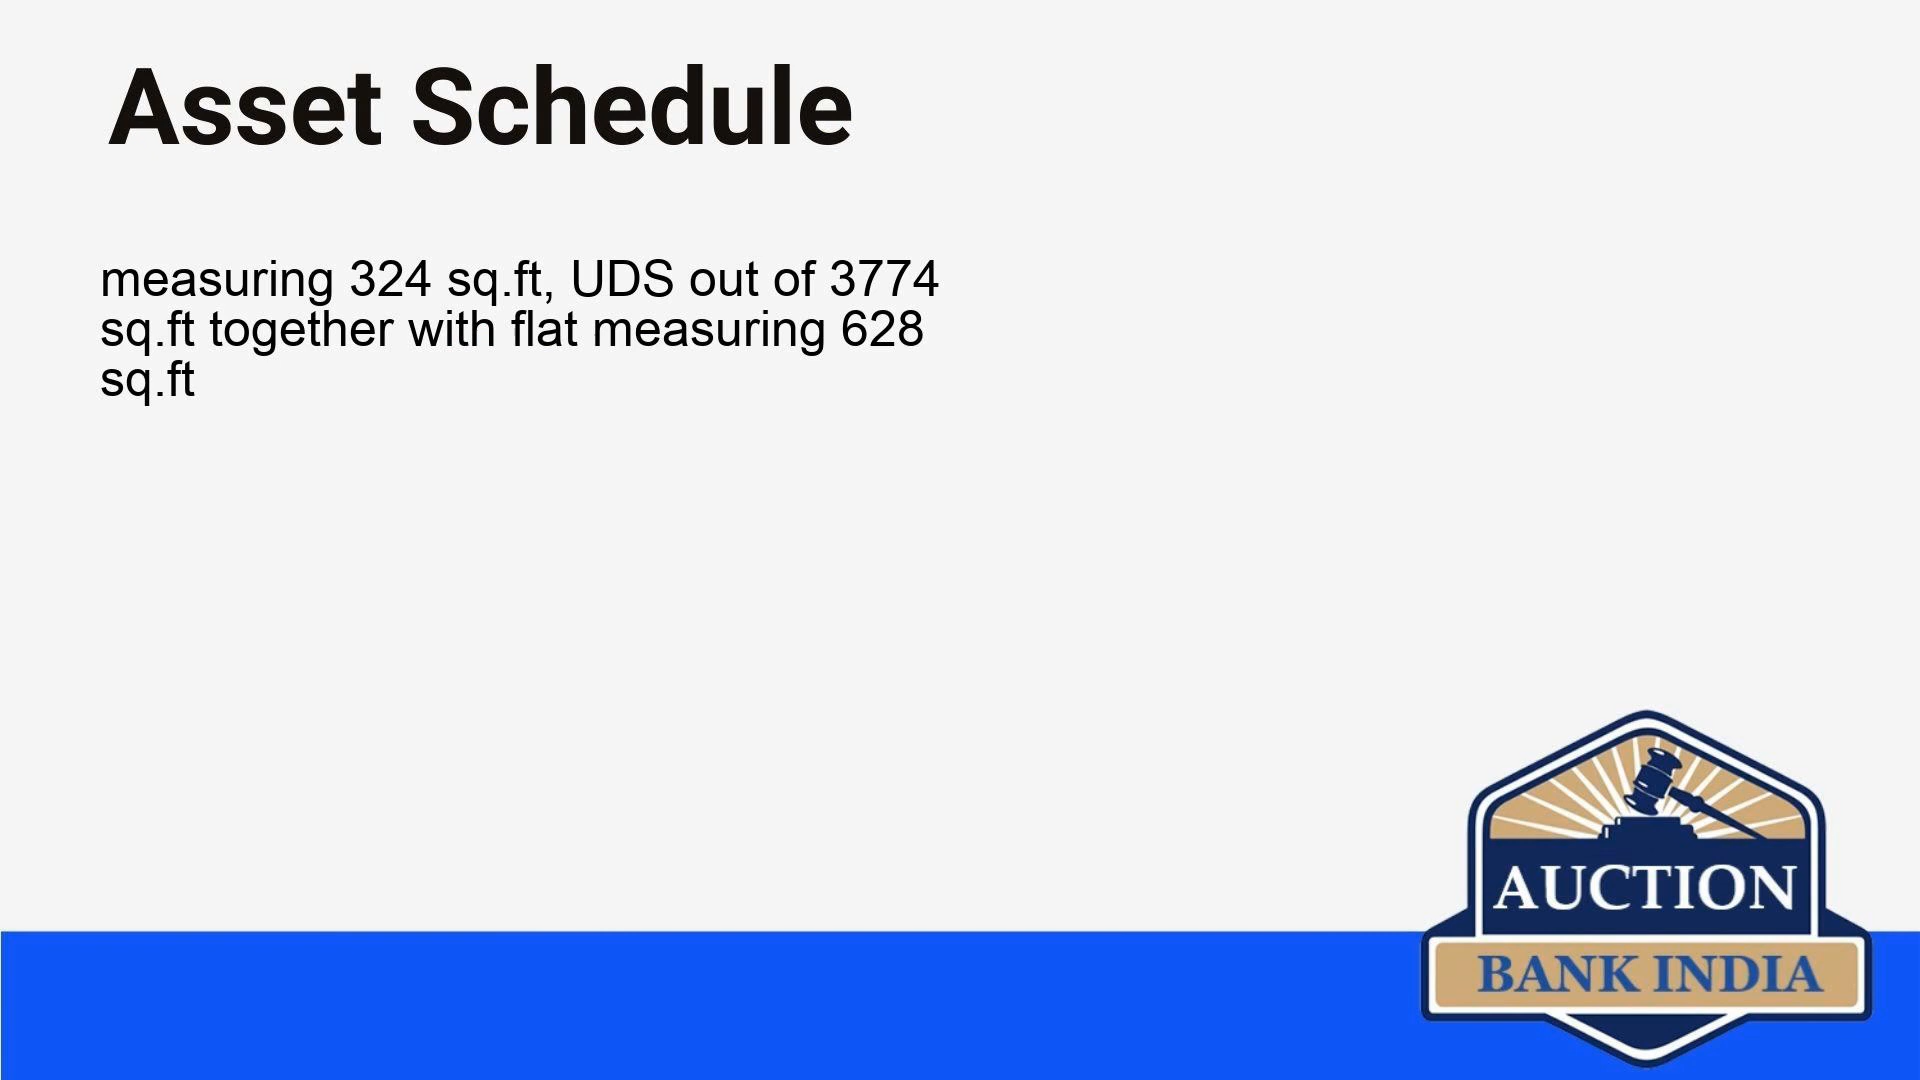 Asset Schedule
measuring 324 sq.ft, UDS out of 3774
sq.ft together with flat measuring 628
sq.ft
AUCTION
BANK INDIA